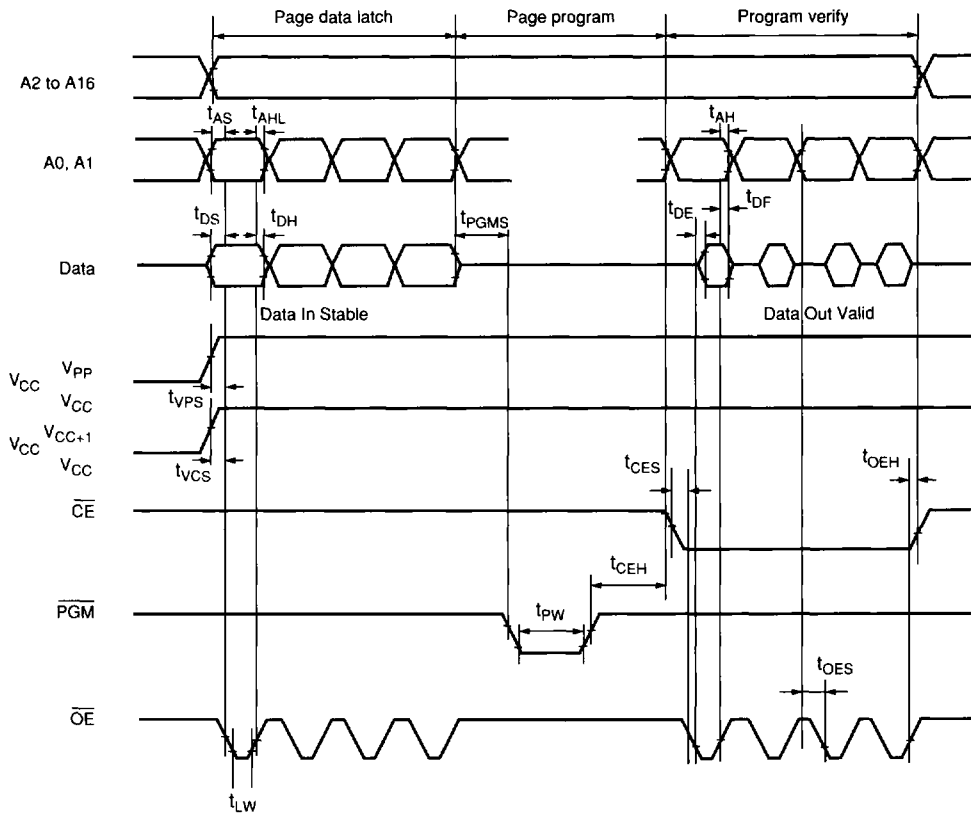 Page data latch Page program Program verify
A2 to A16
tAS tAHL tAH
A0, A1
tDS tDH tPGMS tDE tDF
Data
Data In Stable Data Out Valid
VPP
VCC
VCC tVPS
VCC+1
VCC
VCC tVCS tCES tOEH
CE
tCEH
PGM tPW
tOES
OE
tLW